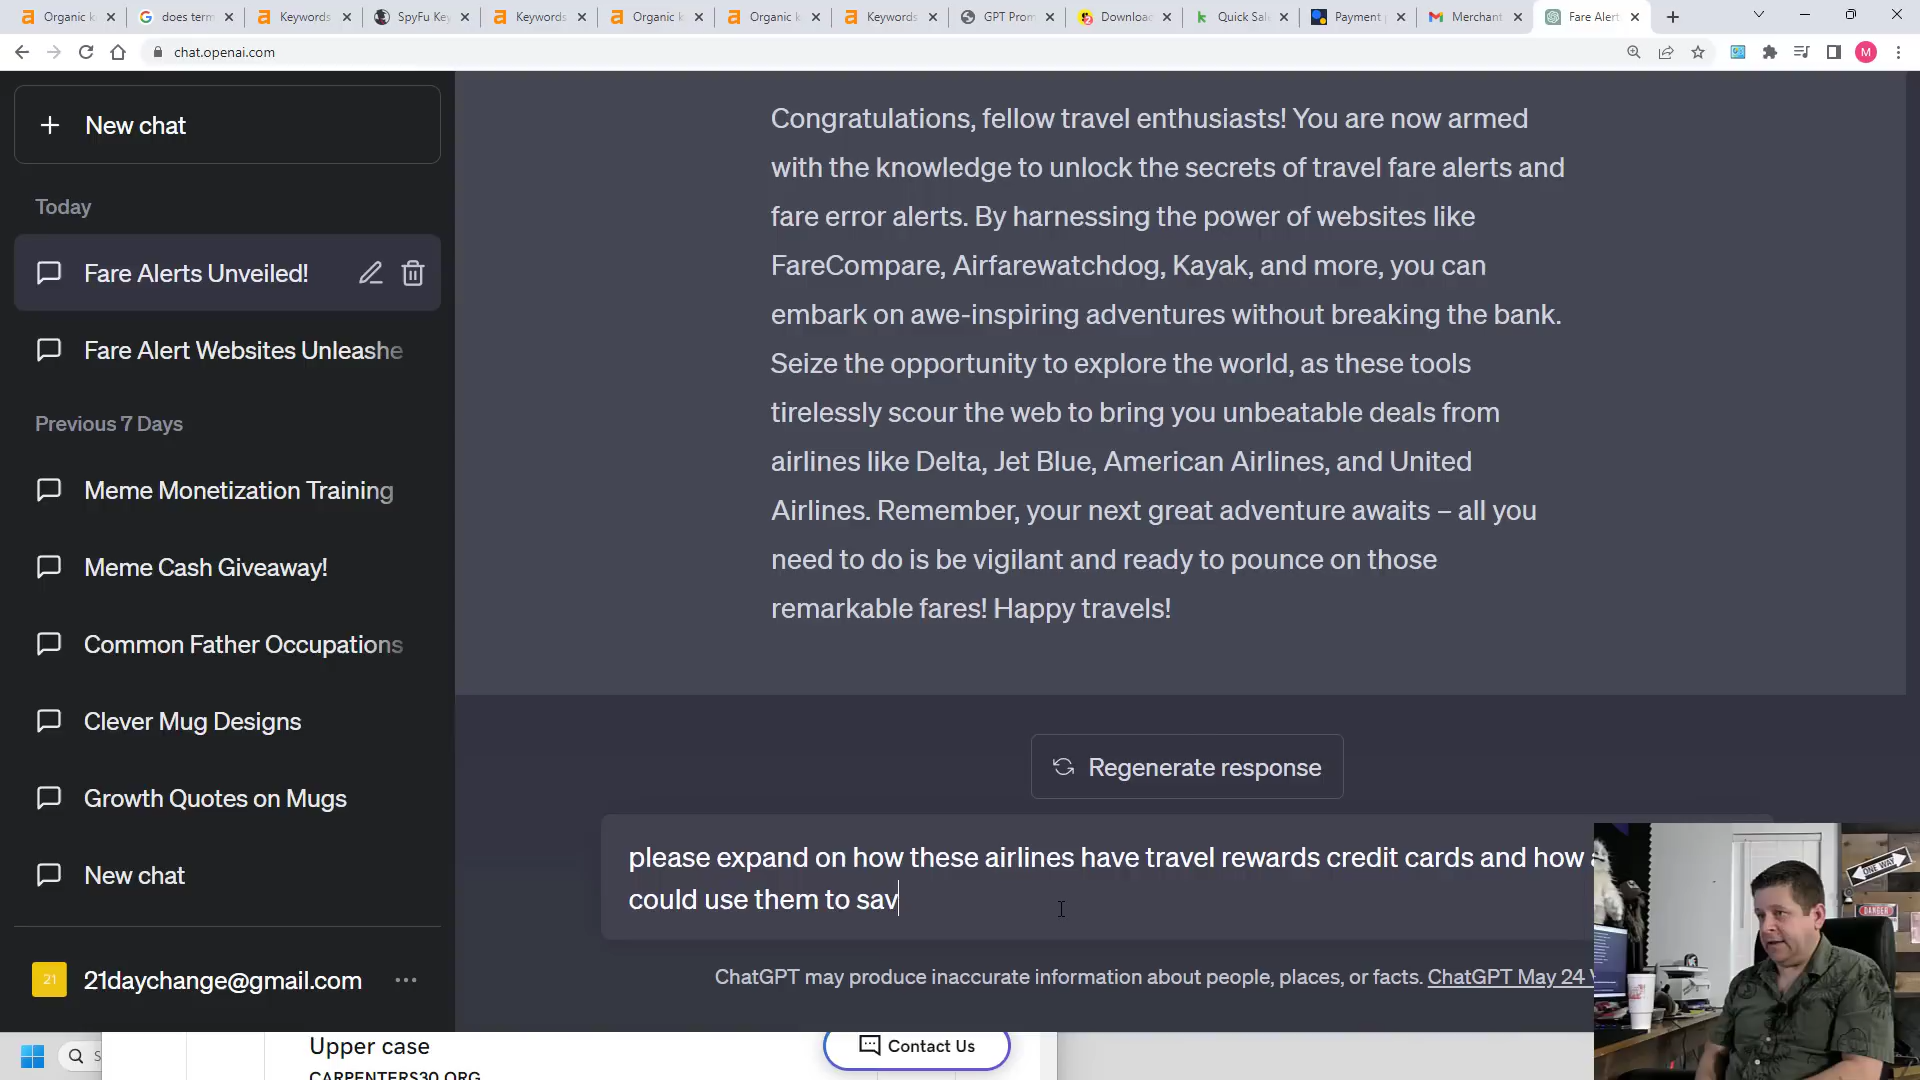 Organic k
does term
Keywords
SpyFu Key
Keywords
Organic k
Organic k
Keywords
GPT Prom
Download
Quick Sal
Payment
Merchant
Fare Alert
chat.openai.com
M
New chat
Today
Fare Alerts Unveiled!
Fare Alert Websites Unleashe
Previous 7 Days
Meme Monetization Training
Meme Cash Giveaway!
Common Father Occupations
Clever Mug Designs
Growth Quotes on Mugs
New chat
21
21daychange@gmail.com
Congratulations, fellow travel enthusiasts! You are now armed
with the knowledge to unlock the secrets of travel fare alerts and
fare error alerts. By harnessing the power of websites like
FareCompare, Airfarewatchdog, Kayak, and more, you can
embark on awe-inspiring adventures without breaking the bank.
Seize the opportunity to explore the world, as these tools
tirelessly scour the web to bring you unbeatable deals from
airlines like Delta, Jet Blue, American Airlines, and United
Airlines. Remember, your next great adventure awaits – all you
need to do is be vigilant and ready to pounce on those
remarkable fares! Happy travels!
Regenerate response
please expand on how these airlines have travel rewards credit cards and how
could use them to sav
ChatGPT may produce inaccurate information about people, places, or facts. ChatGPT May 24
ONE WAY
DANGER
Upper case
CARPENTERS30.ORG
Contact Us